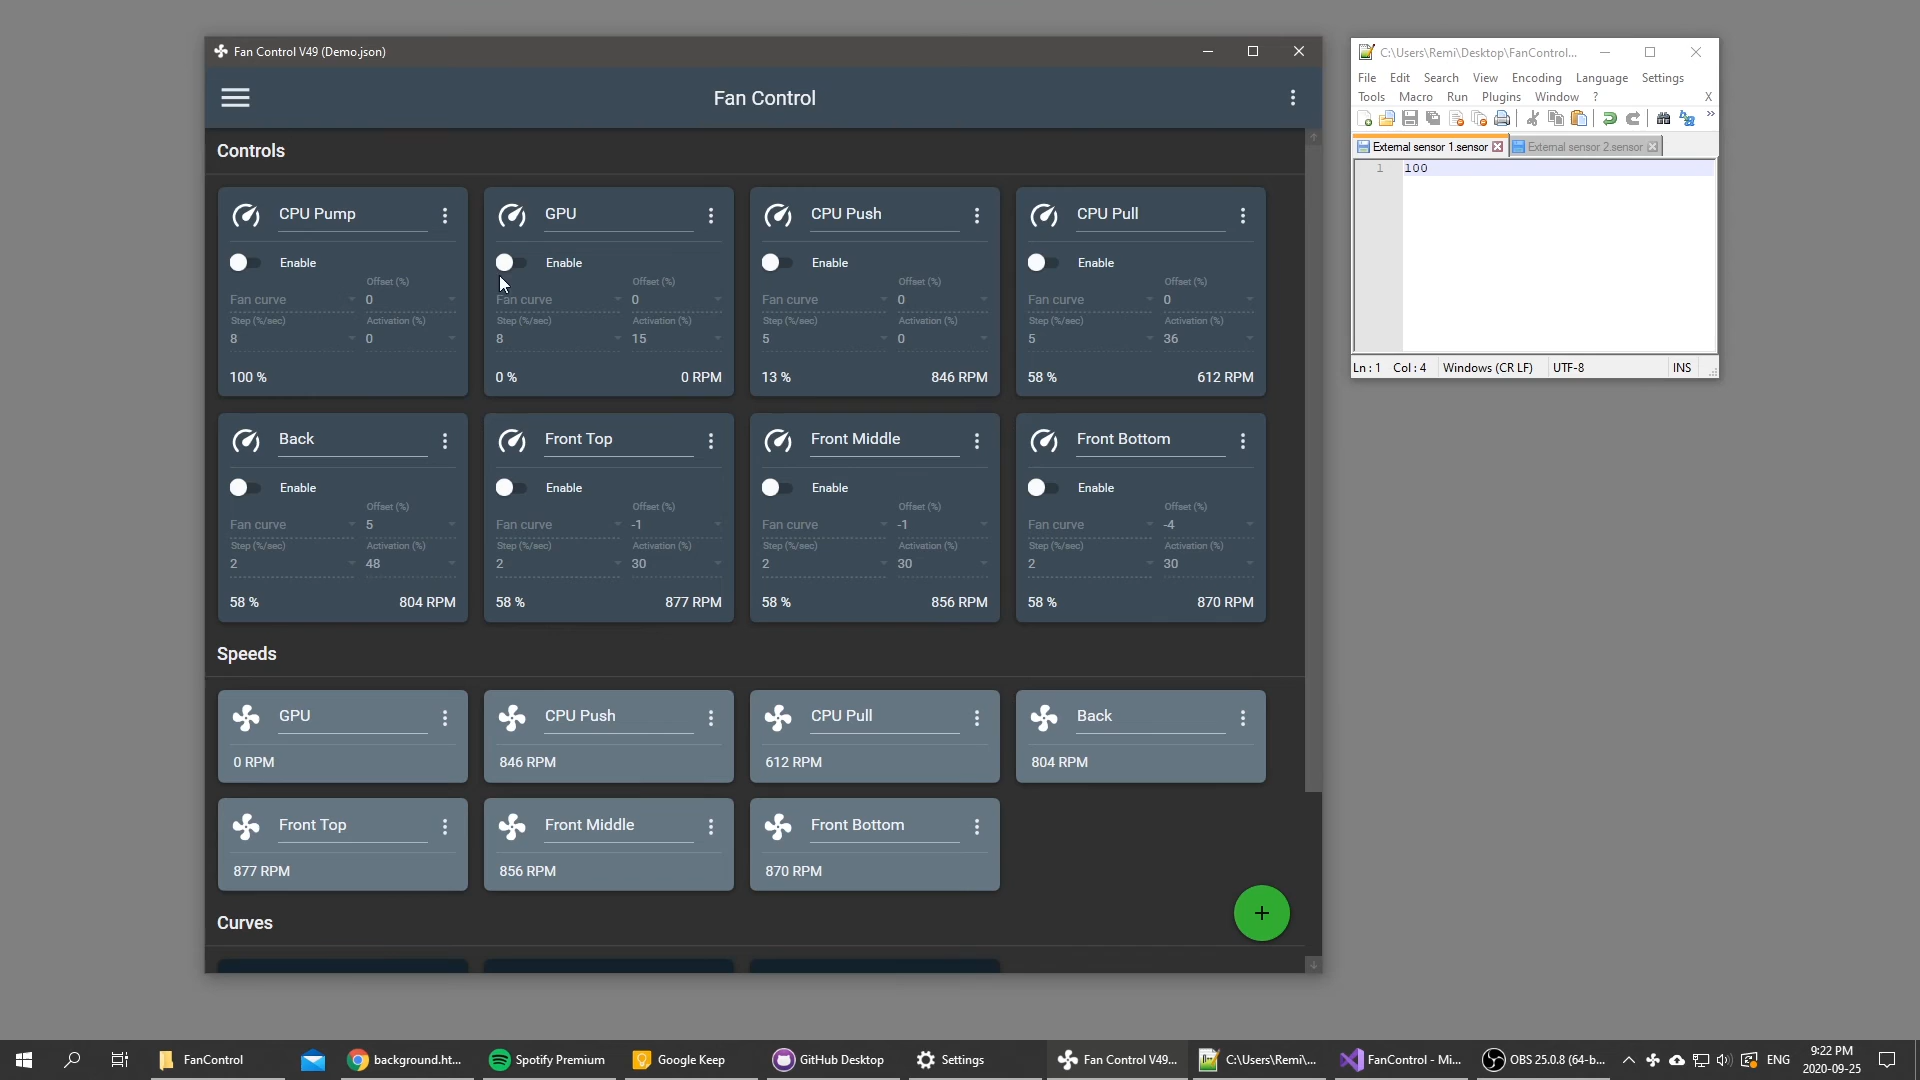 Fan Control V49 (Demo.json)
Fan Control
Controls
CPU Pump
Enable
Offset (%)
Fan curve
0
Step (%/sec)
Activation (%)
8
0
100 %
GPU
Enable
Offset (%)
Fan curve
0
Step (%/sec)
Activation (%)
8
15
0 %
0 RPM
CPU Push
Enable
Offset (%)
Fan curve
0
Step (%/sec)
Activation (%)
5
0
13 %
846 RPM
CPU Pull
Enable
Offset (%)
Fan curve
0
Step (%/sec)
Activation (%)
5
36
58 %
612 RPM
Back
Enable
Offset (%)
Fan curve
5
Step (%/sec)
Activation (%)
2
48
58 %
804 RPM
Front Top
Enable
Offset (%)
Fan curve
-1
Step (%/sec)
Activation (%)
2
30
58 %
877 RPM
Front Middle
Enable
Offset (%)
Fan curve
-1
Step (%/sec)
Activation (%)
2
30
58 %
856 RPM
Front Bottom
Enable
Offset (%)
Fan curve
-4
Step (%/sec)
Activation (%)
2
30
58 %
870 RPM
Speeds
GPU
0 RPM
CPU Push
846 RPM
CPU Pull
612 RPM
Back
804 RPM
Front Top
877 RPM
Front Middle
856 RPM
Front Bottom
870 RPM
Curves
+
C:\Users\Remi\Desktop\FanControl...
File Edit Search View Encoding Language Settings
Tools Macro Run Plugins Window ? X
External sensor 1.sensor
External sensor 2.sensor
1 100
Ln : 1 Col : 4 Windows (CR LF) UTF-8 INS
FanControl
background.ht...
Spotify Premium
Google Keep
GitHub Desktop
Settings
Fan Control V49...
C:\Users\Remi\...
FanControl - Mi...
OBS 25.0.8 (64-b...
ENG
9:22 PM
2020-09-25